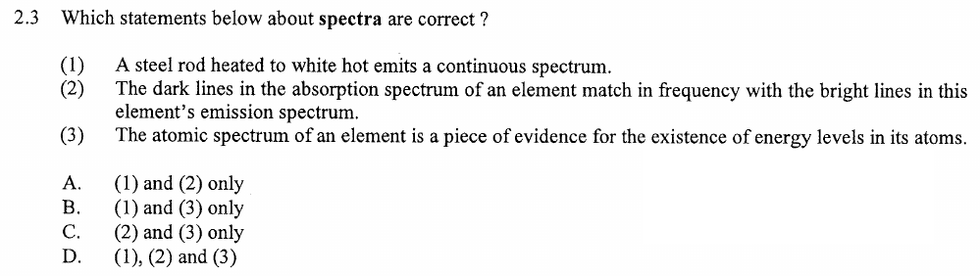 2.3 Which statements below about spectra are correct ?
(1) A steel rod heated to white hot emits a continuous spectrum.
(2) The dark lines in the absorption spectrum of an element match in frequency with the bright lines in this
element's emission spectrum.
(3) The atomic spectrum of an element is a piece of evidence for the existence of energy levels in its atoms.
A. (1) and (2) only
B. (1) and (3) only
C. (2) and (3) only
D. (1), (2) and (3)